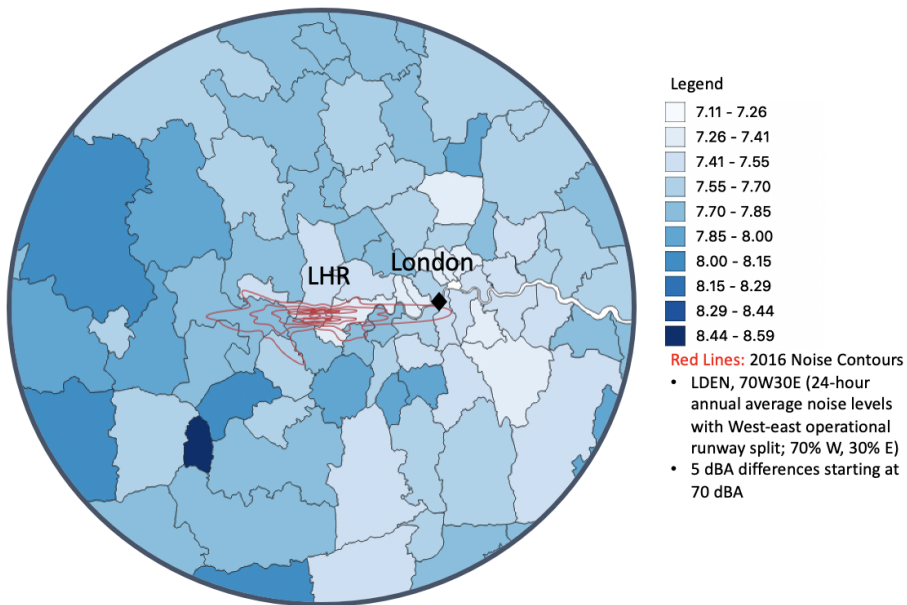 LHR
London
Legend
7.11 - 7.26
7.26 - 7.41
7.41 - 7.55
7.55 - 7.70
7.70 - 7.85
7.85 - 8.00
8.00 - 8.15
8.15 - 8.29
8.29 - 8.44
8.44 - 8.59
Red Lines: 2016 Noise Contours
• LDEN, 70W30E (24-hour
annual average noise levels
with West-east operational
runway split; 70% W, 30% E)
• 5 dBA differences starting at
70 dBA